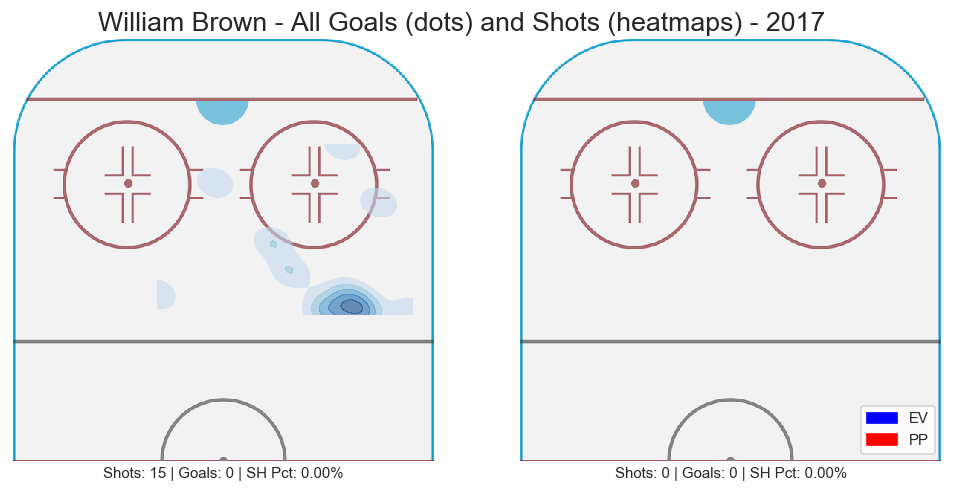 William Brown - All Goals (dots) and Shots (heatmaps) - 2017
EV
PP
Shots: 15 | Goals: 0 | SH Pct: 0.00%
Shots: 0 | Goals: 0 | SH Pct: 0.00%